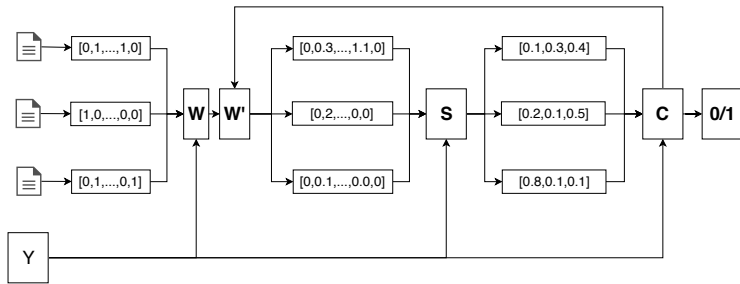 [0,1,...,1,0]
[1,0,...,0,0]
[0,1,...,0,1]
W
W'
[0,0.3,...,1.1,0]
[0,2,...,0,0]
[0,0.1,...,0.0,0]
S
[0.1,0.3,0.4]
[0.2,0.1,0.5]
[0.8,0.1,0.1]
C
0/1
Y